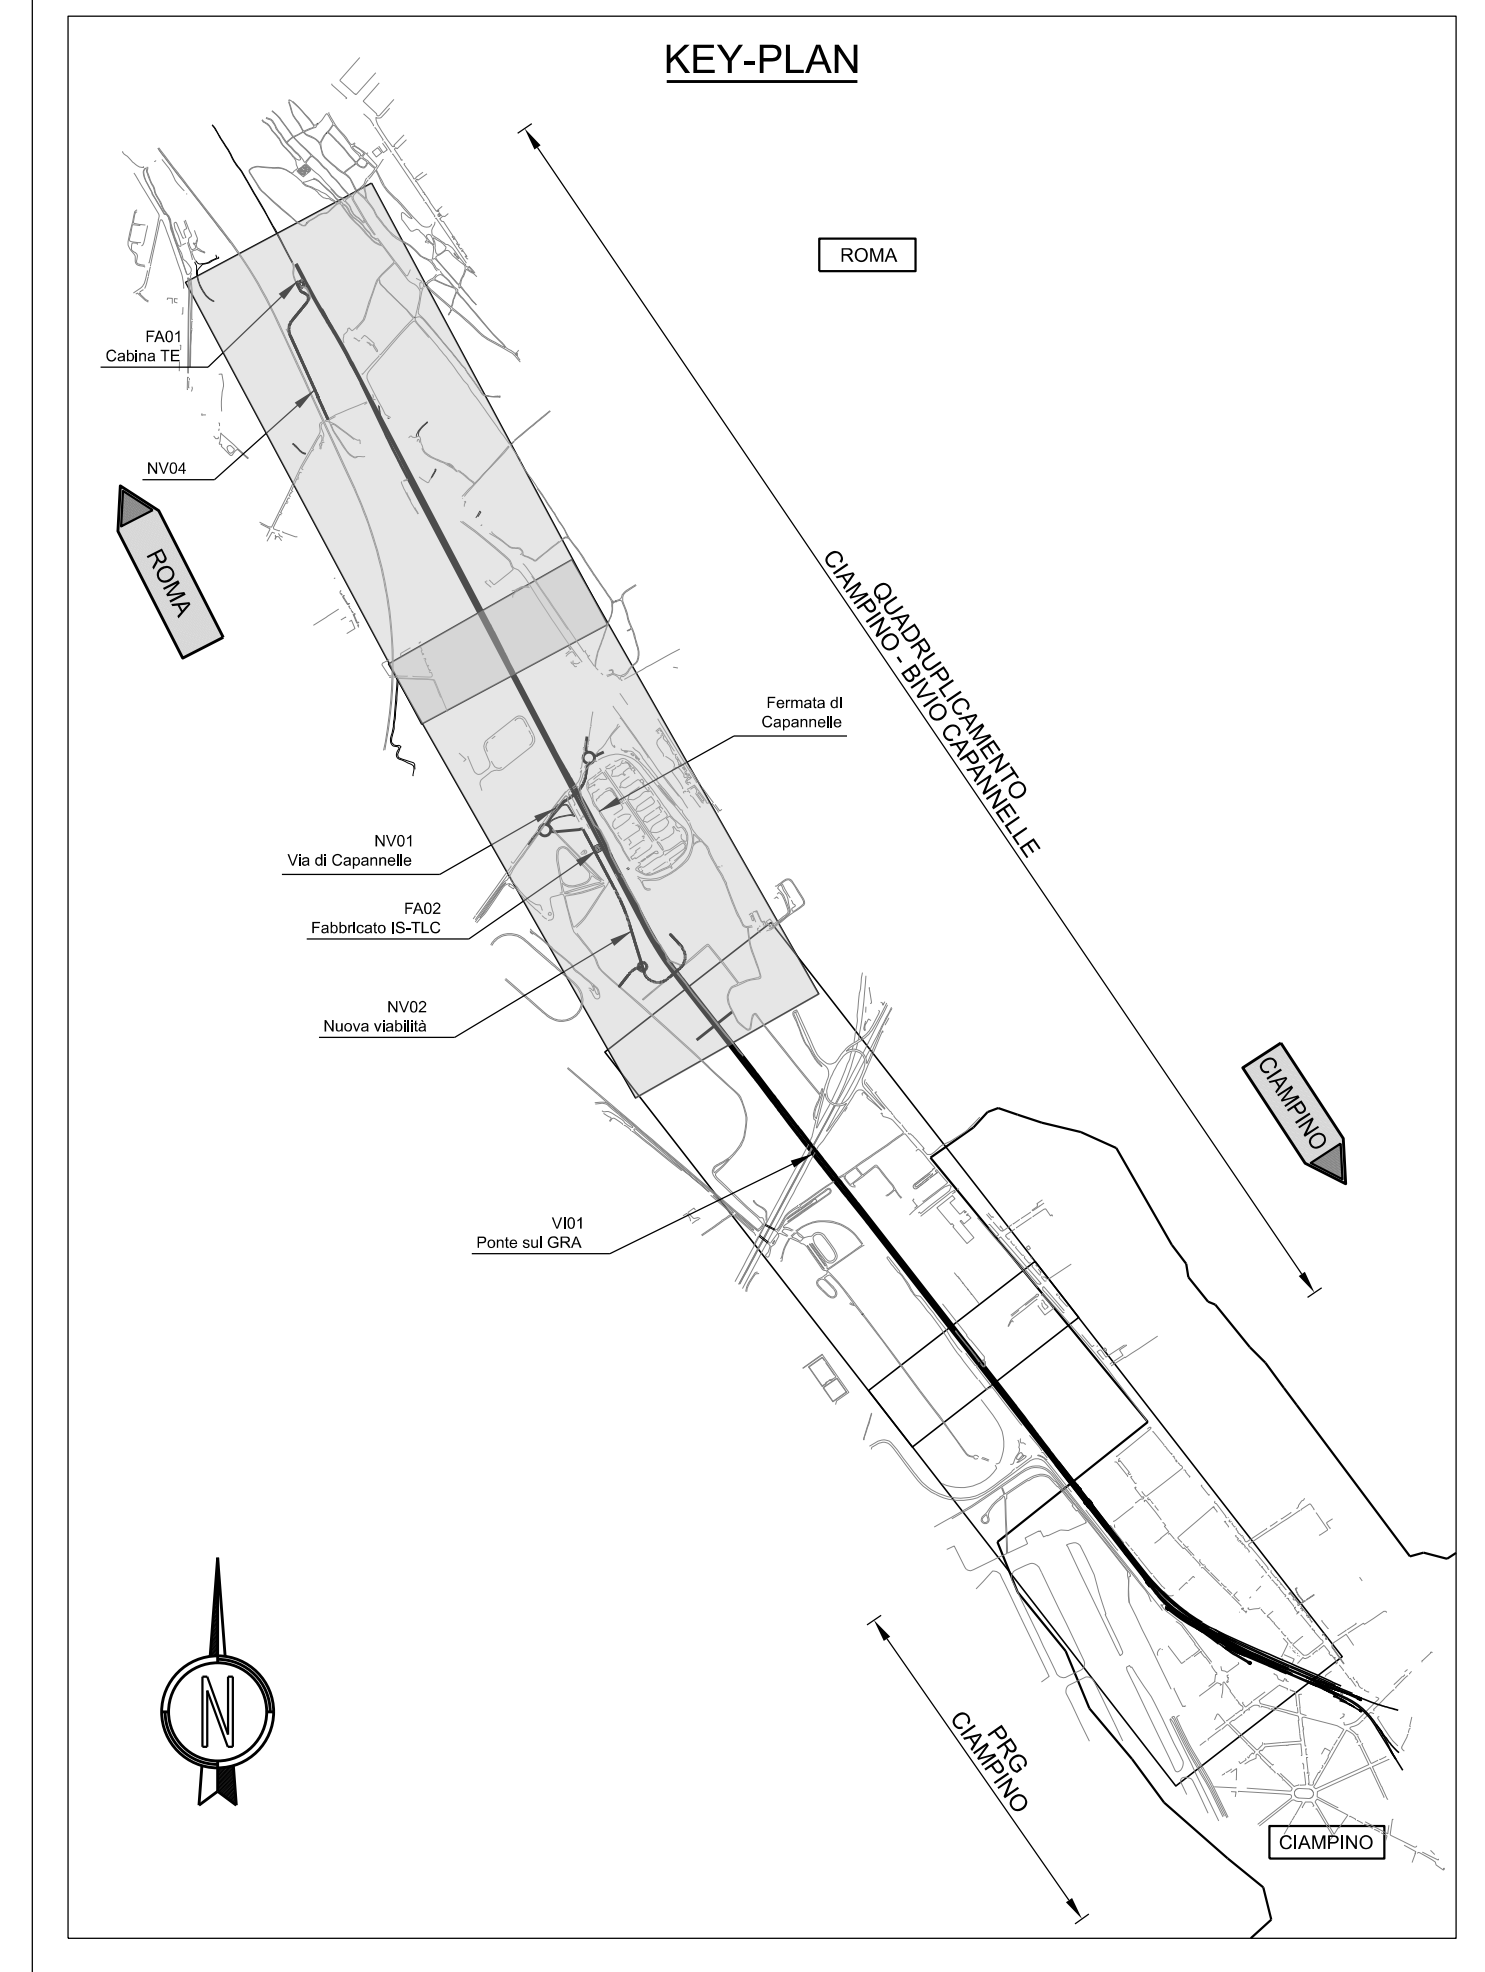 KEY-PLAN
ROMA
FA01
Cabina TE
NV04
ROMA
QUADRUPLICAMENTO
CIAMPINO - BIVIO CAPANNELLE
Fermata di
Capannelle
NV01
Via di Capannelle
FA02
Fabbricato IS-TLC
NV02
Nuova viabilità
CIAMPINO
VI01
Ponte sul GRA
N
PRG
CIAMPINO
CIAMPINO